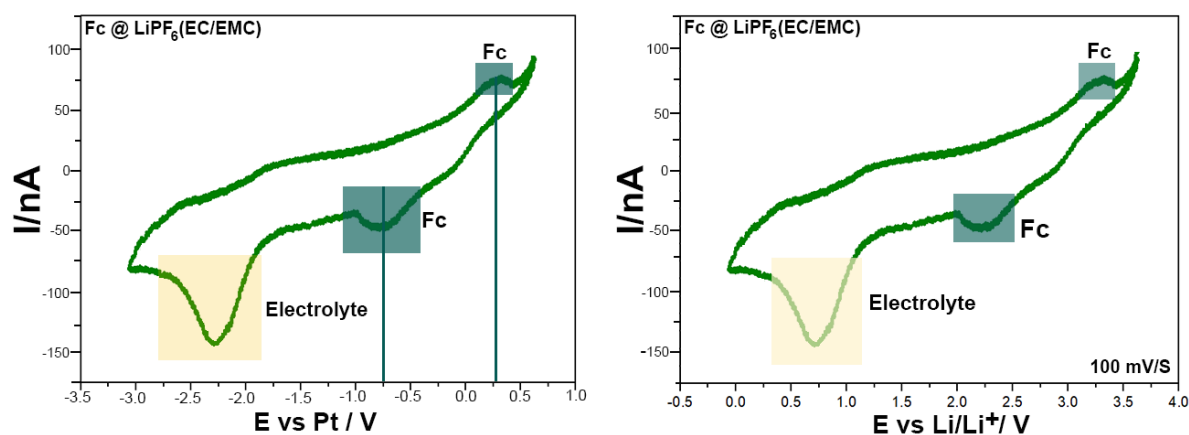 Fc @ LiPF6(EC/EMC)
Fc
Fc
Electrolyte
I/nA
100
50
0
-50
-100
-150
-3.5 -3.0 -2.5 -2.0 -1.5 -1.0 -0.5 0.0 0.5 1.0
E vs Pt / V
Fc @ LiPF6(EC/EMC)
Fc
Fc
Electrolyte
100 mV/S
I/nA
100
50
0
-50
-100
-150
-0.5 0.0 0.5 1.0 1.5 2.0 2.5 3.0 3.5 4.0
E vs Li/Li+/ V